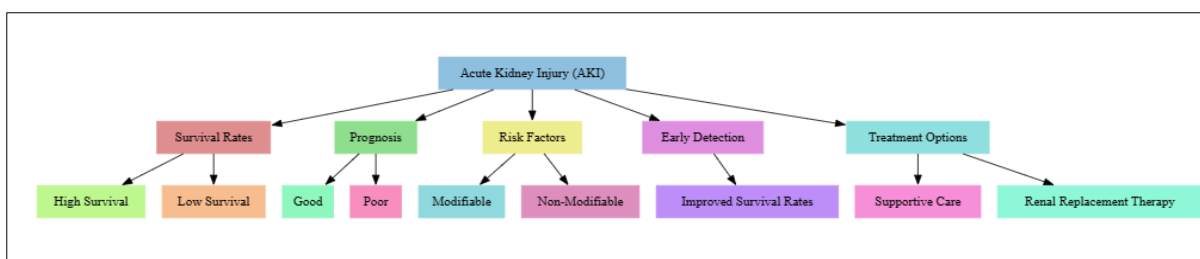 Acute Kidney Injury (AKI)
Survival Rates
Prognosis
Risk Factors
Early Detection
Treatment Options
High Survival
Low Survival
Good
Poor
Modifiable
Non-Modifiable
Improved Survival Rates
Supportive Care
Renal Replacement Therapy